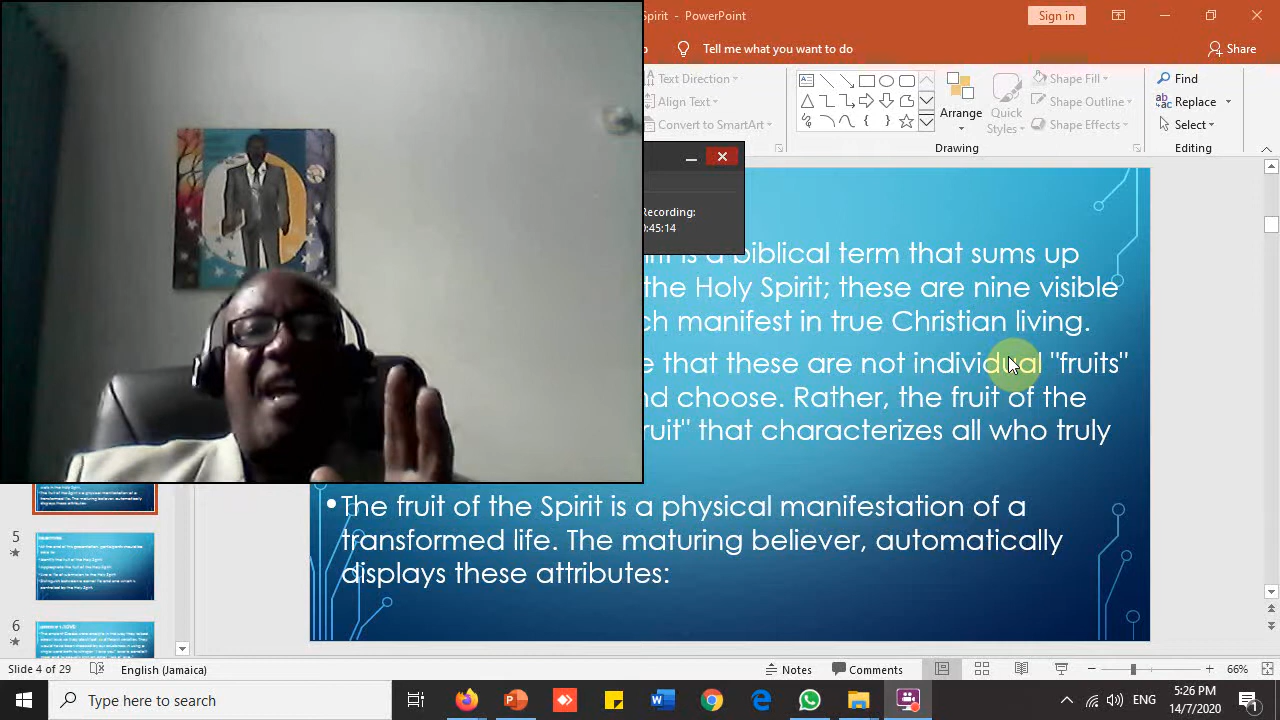 Spirit - PowerPoint
Sign in
Tell me what you want to do
Share
Text Direction
Align Text
Convert to SmartArt
Arrange
Quick
Styles
Shape Fill
Shape Outline
Shape Effects
Find
Replace
Select
Drawing
Editing
Recording:
:45:14
is a biblical term that sums up
the Holy Spirit; these are nine visible
ch manifest in true Christian living.
e that these are not individual "fruits"
nd choose. Rather, the fruit of the
ruit" that characterizes all who truly
• The fruit of the Spirit is a physical manifestation of a
transformed life. The maturing believer, automatically
displays these attributes:
5
6
Slide 4 of 29
English (Jamaica)
Notes
Comments
66%
Type here to search
ENG
5:20 PM
14/7/2020
1